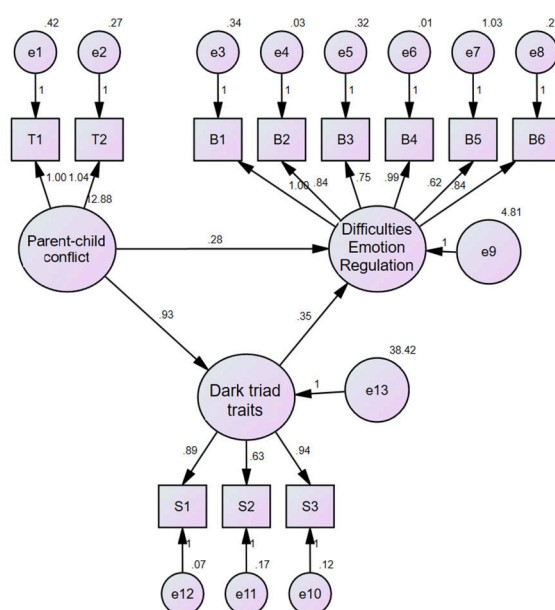 .42 .27 .34 .03 .32 .01 1.03 .2
e1 e2 e3 e4 e5 e6 e7 e8
1 1 1 1 1 1 1 1
T1 T2 B1 B2 B3 B4 B5 B6
1.00 1.04 1.00 .84 .75 .99 .62 .84
12.88
Parent-child
conflict
.28
Difficulties
Emotion
Regulation
1
4.81
e9
.93
.35
Dark triad
traits
1
38.42
e13
.89 .63 .94
S1 S2 S3
1 1 1
.07 .17 .12
e12 e11 e10